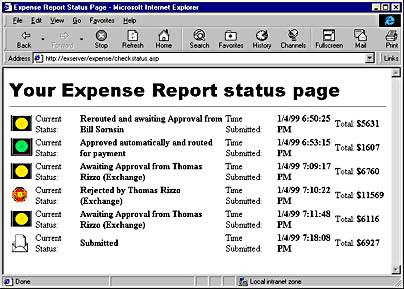 Expense Report Status Page - Microsoft Internet Explorer
File Edit View Go Favorites Help
Back Forward Stop Refresh Home Search Favorites History Channels Fullscreen Mail Print
Address http://exserver/expense/checkstatus.asp Links
Your Expense Report status page
Current Status: Rerouted and awaiting Approval from Bill Sornsin Time Submitted: 1/4/99 6:50:25 PM Total $5631
Current Status: Approved automatically and routed for payment Time Submitted: 1/4/99 6:53:15 PM Total $1607
Current Status: Awaiting Approval from Thomas Rizzo (Exchange) Time Submitted: 1/4/99 7:09:17 PM Total $6760
Current Status: Rejected by Thomas Rizzo (Exchange) Time Submitted: 1/4/99 7:10:22 PM Total $11569
Current Status: Awaiting Approval from Thomas Rizzo (Exchange) Time Submitted: 1/4/99 7:11:48 PM Total $6116
Current Status: Submitted Time Submitted: 1/4/99 7:18:08 PM Total $6927
Done Local intranet zone